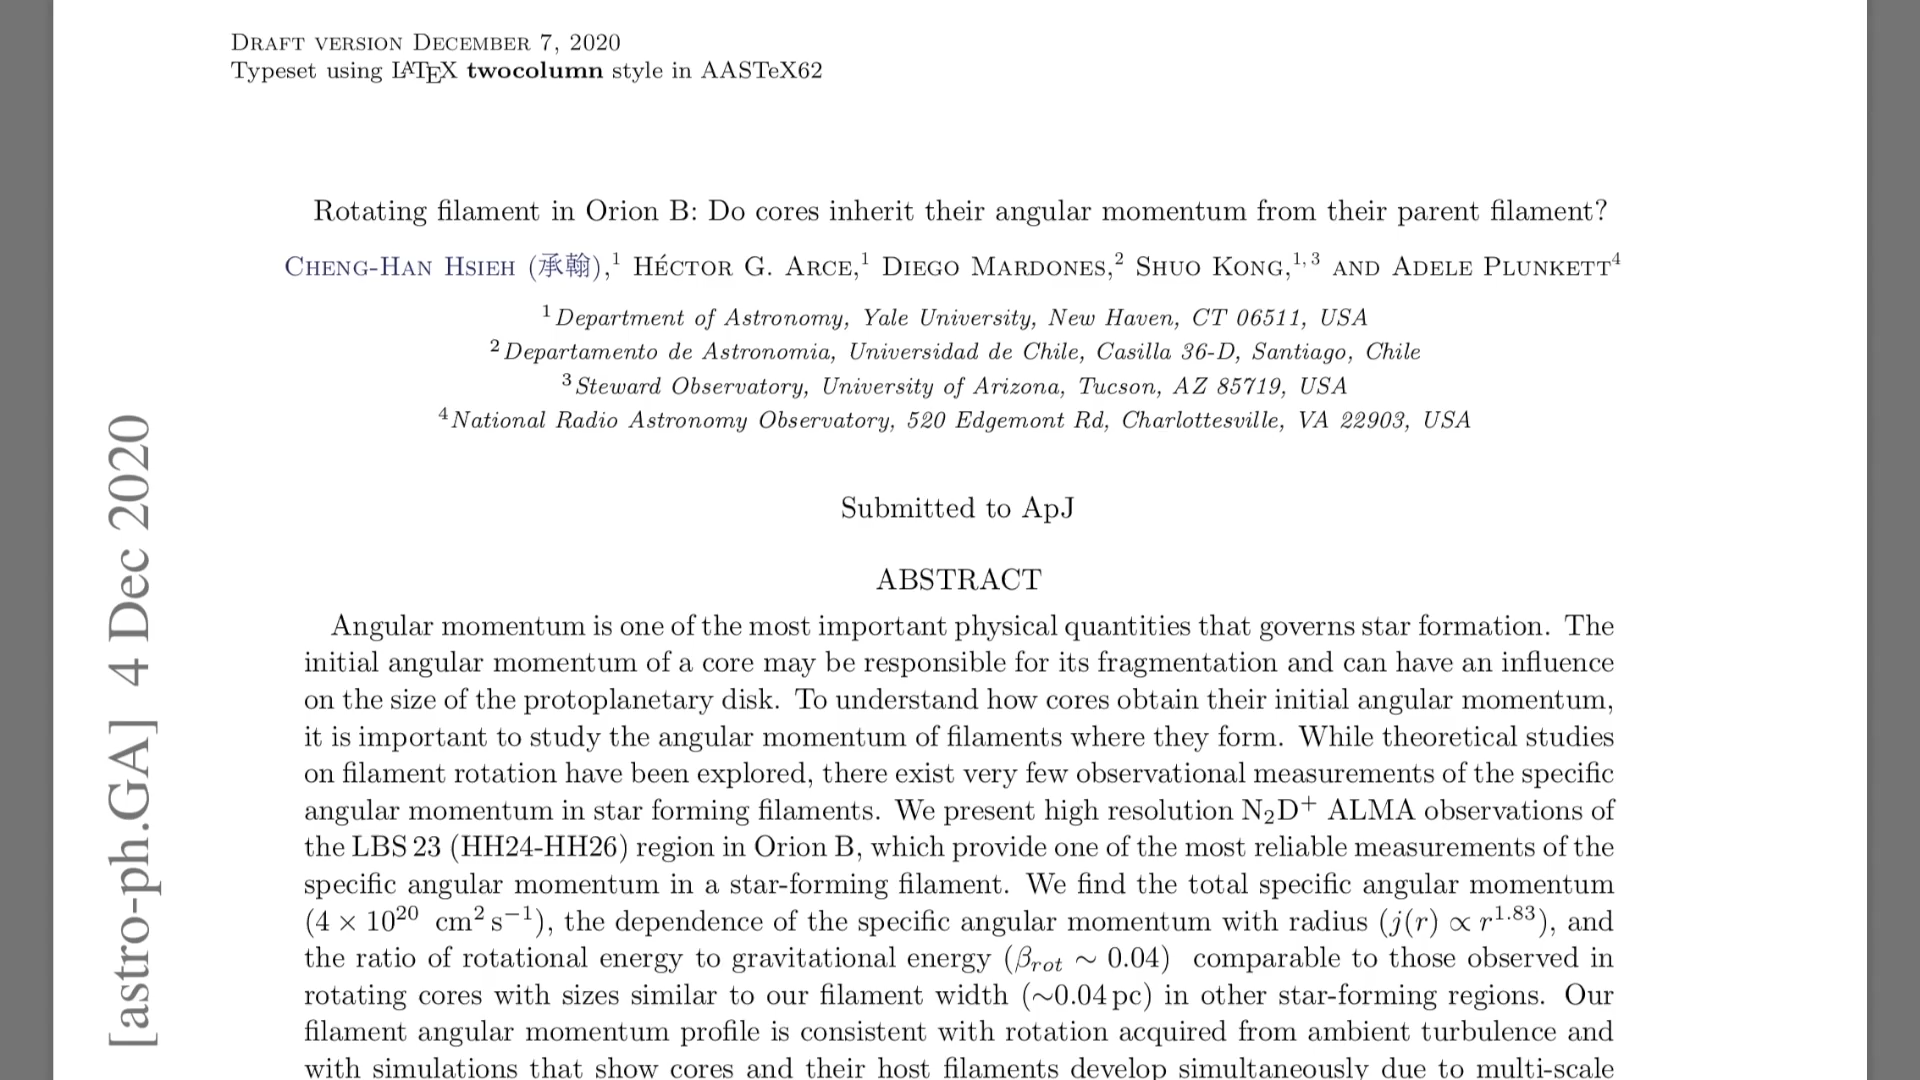 DRAFT VERSION DECEMBER 7, 2020
Typeset using LATEX twocolumn style in AASTeX62
Rotating filament in Orion B: Do cores inherit their angular momentum from their parent filament?
CHENG-HAN HSIEH (承翰),1 HÉCTOR G. ARCE,1 DIEGO MARDONES,2 SHUO KONG,1, 3 AND ADELE PLUNKETT4
1 Department of Astronomy, Yale University, New Haven, CT 06511, USA
2 Departamento de Astronomia, Universidad de Chile, Casilla 36-D, Santiago, Chile
3 Steward Observatory, University of Arizona, Tucson, AZ 85719, USA
4 National Radio Astronomy Observatory, 520 Edgemont Rd, Charlottesville, VA 22903, USA
Submitted to ApJ
ABSTRACT
Angular momentum is one of the most important physical quantities that governs star formation. The
initial angular momentum of a core may be responsible for its fragmentation and can have an influence
on the size of the protoplanetary disk. To understand how cores obtain their initial angular momentum,
it is important to study the angular momentum of filaments where they form. While theoretical studies
on filament rotation have been explored, there exist very few observational measurements of the specific
angular momentum in star forming filaments. We present high resolution N₂D⁺ ALMA observations of
the LBS 23 (HH24-HH26) region in Orion B, which provide one of the most reliable measurements of the
specific angular momentum in a star-forming filament. We find the total specific angular momentum
(4 × 10²⁰ cm² s⁻¹), the dependence of the specific angular momentum with radius (j(r) ∝ r^1.83), and
the ratio of rotational energy to gravitational energy (β_rot ∼ 0.04) comparable to those observed in
rotating cores with sizes similar to our filament width (∼0.04 pc) in other star-forming regions. Our
filament angular momentum profile is consistent with rotation acquired from ambient turbulence and
with simulations that show cores and their host filaments develop simultaneously due to multi-scale
[astro-ph.GA] 4 Dec 2020